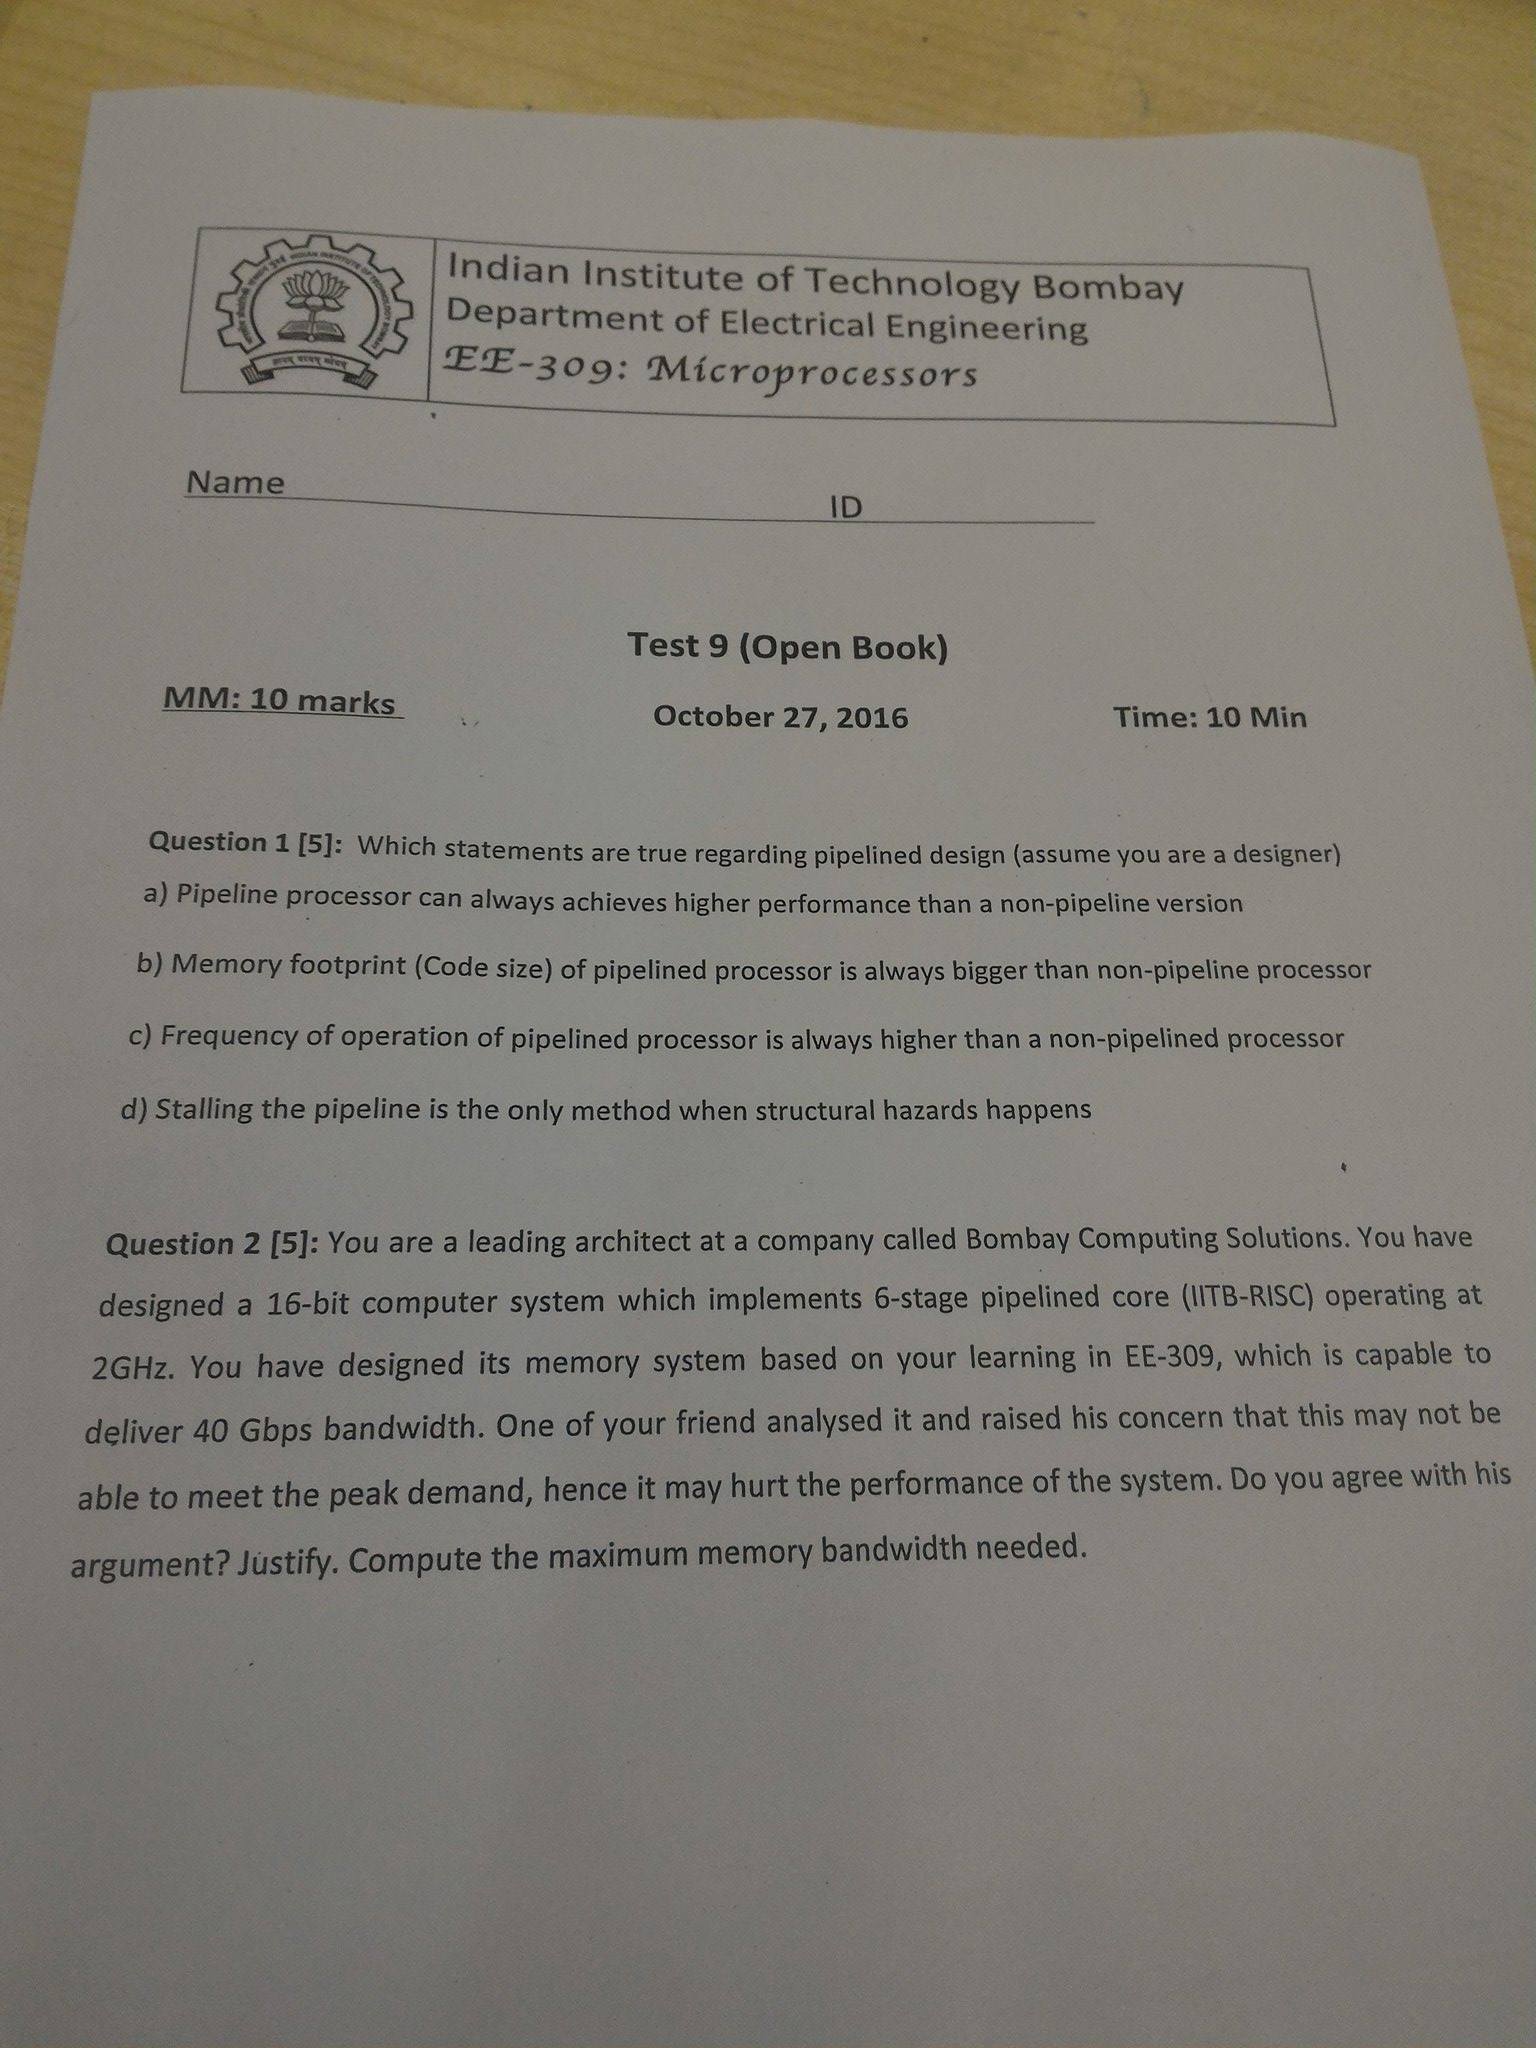 INDIAN INSTITUTE OF TECHNOLOGY BOMBAY
Indian Institute of Technology Bombay
Department of Electrical Engineering
EE-309: Microprocessors
Name
ID
Test 9 (Open Book)
MM: 10 marks
October 27, 2016
Time: 10 Min
Question 1 [5]: Which statements are true regarding pipelined design (assume you are a designer)
a) Pipeline processor can always achieves higher performance than a non-pipeline version
b) Memory footprint (Code size) of pipelined processor is always bigger than non-pipeline processor
c) Frequency of operation of pipelined processor is always higher than a non-pipelined processor
d) Stalling the pipeline is the only method when structural hazards happens
Question 2 [5]: You are a leading architect at a company called Bombay Computing Solutions. You have
designed a 16-bit computer system which implements 6-stage pipelined core (IITB-RISC) operating at
2GHz. You have designed its memory system based on your learning in EE-309, which is capable to
deliver 40 Gbps bandwidth. One of your friend analysed it and raised his concern that this may not be
able to meet the peak demand, hence it may hurt the performance of the system. Do you agree with his
argument? Justify. Compute the maximum memory bandwidth needed.